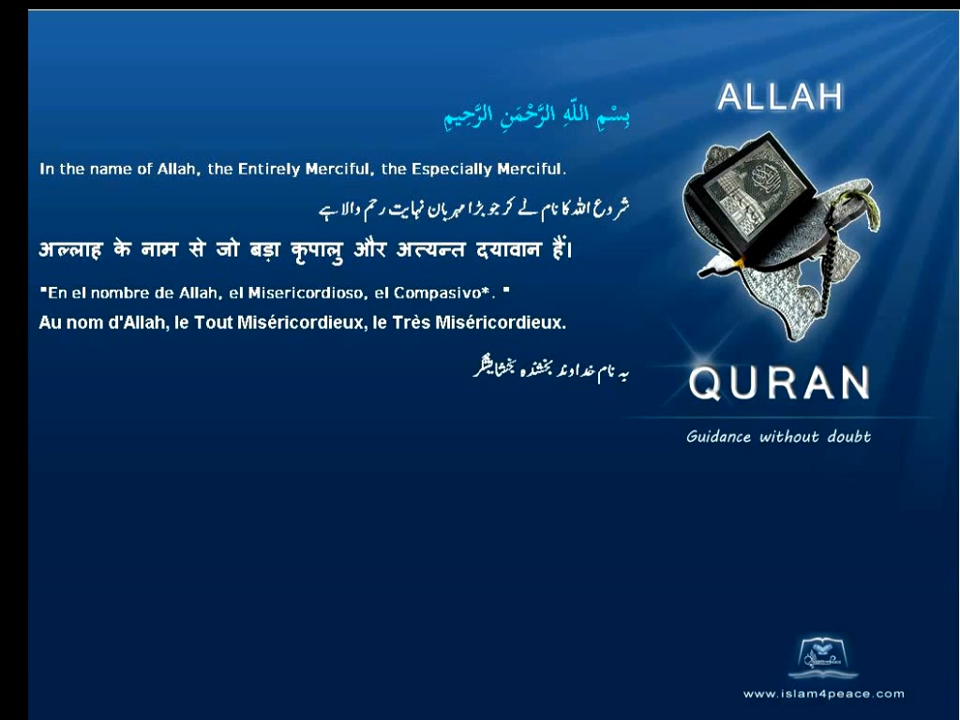 بِسْمِ اللّهِ الرَّحْمَنِ الرَّحِيمِ
In the name of Allah, the Entirely Merciful, the Especially Merciful.
شروع الله کا نام لے کر جو بڑا مہربان نہایت رحم والا ہے
अल्लाह के नाम से जो बड़ा कृपालु और अत्यन्त दयावान हैं।
"En el nombre de Allah, el Misericordioso, el Compasivo*. "
Au nom d'Allah, le Tout Miséricordieux, le Très Miséricordieux.
به نام خداوند بخشنده بخشایشگر
ALLAH
QURAN
Guidance without doubt
www.islam4peace.com